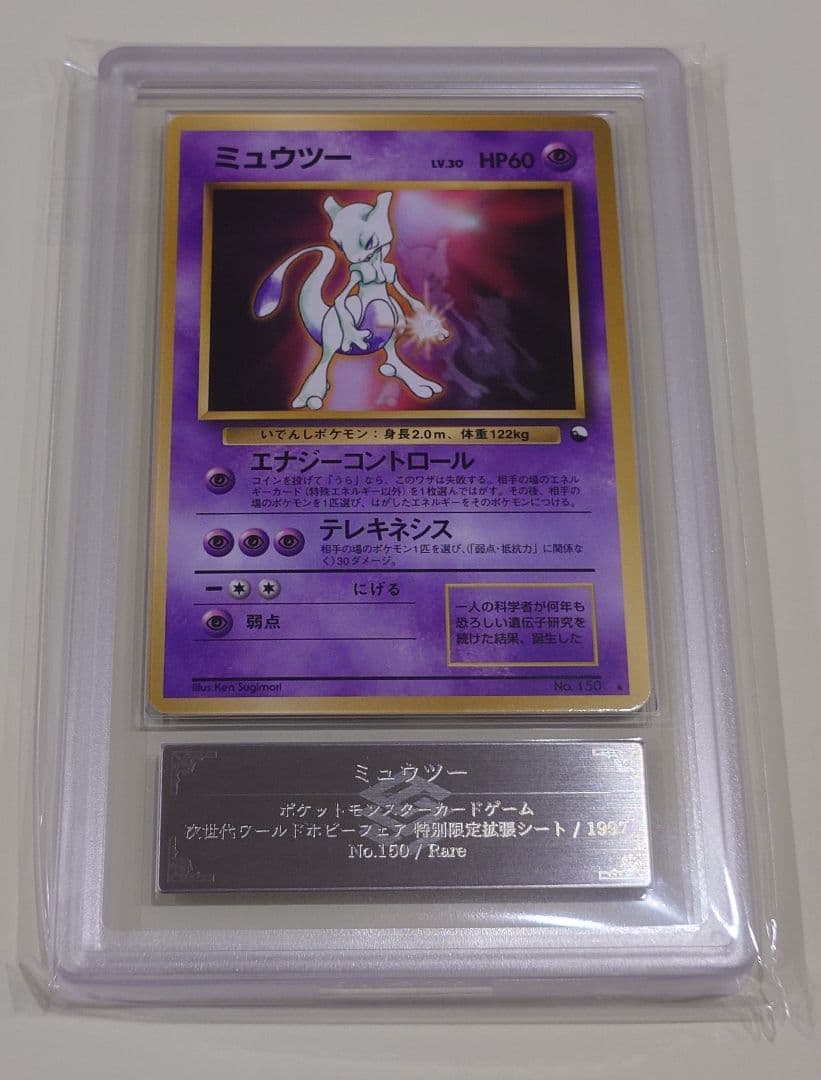 ミュウツー LV.30 HP60
いでんしポケモン：身長2.0m、体重122kg
エナジーコントロール
コインを投げて「うら」なら、このワザは失敗する。相手の場のエネル
ギーカード（特殊エネルギー以外）を1枚選んではがす。その後、相手の
場のポケモンを1匹選び、はがしたエネルギーをそのポケモンにつける。
テレキネシス
相手の場のポケモン1匹を選び、（「弱点・抵抗力」に関係な
く）30ダメージ。
にげる
弱点
一人の科学者が何年も
恐ろしい遺伝子研究を
続けた結果、誕生した
Illus.Ken Sugimori No. 150 ★
ミュウツー
ポケットモンスターカードゲーム
次世代ワールドホビーフェア 特別限定拡張シート / 1997
No.150 / Rare